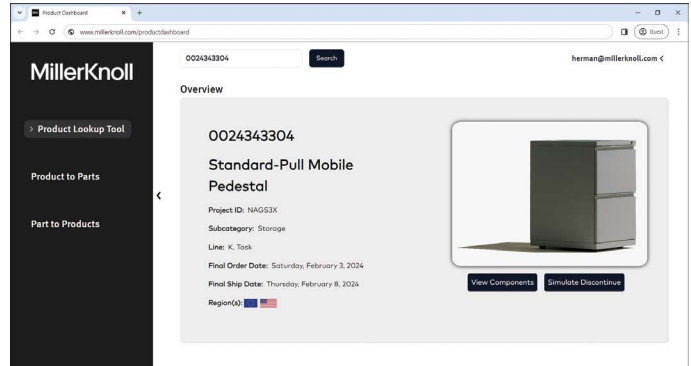 Product Dashboard
www.millerknoll.com/productdashboard
Guest
MillerKnoll
> Product Lookup Tool
Product to Parts
Part to Products
0024343304
Search
herman@millerknoll.com
Overview
0024343304
Standard-Pull Mobile
Pedestal
Project ID: NAGS3X
Subcategory: Storage
Line: K. Task
Final Order Date: Saturday, February 3, 2024
Final Ship Date: Thursday, February 8, 2024
Region(s):
View Components
Simulate Discontinue